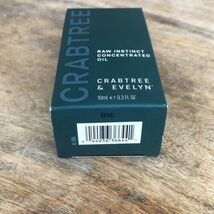 CRABTREE
RAW INSTINCT
CONCENTRATED
OIL
CRABTREE
& EVELYN
10mL e 0.3 fl OZ